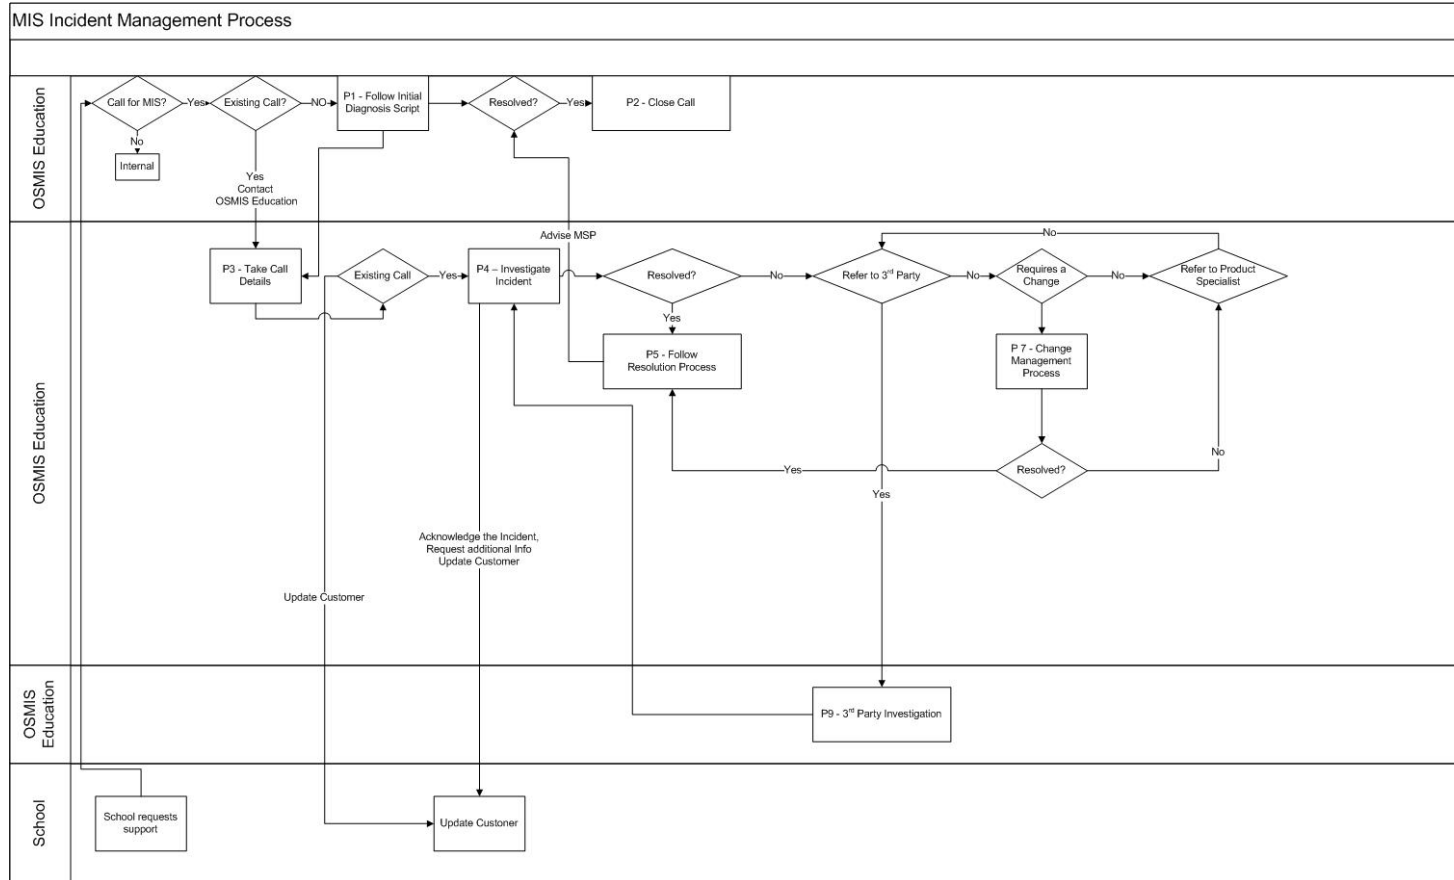 MIS Incident Management Process
OSMIS Education
Call for MIS?
Yes
Existing Call?
NO
P1 - Follow Initial
Diagnosis Script
Resolved?
Yes
P2 - Close Call
No
Internal
Yes
Contact
OSMIS Education
OSMIS Education
Advise MSP
No
P3 - Take Call
Details
Existing Call
Yes
P4 – Investigate
Incident
Resolved?
No
Refer to 3rd Party
No
Requires a
Change
No
Refer to Product
Specialist
Yes
P5 - Follow
Resolution Process
P 7 - Change
Management
Process
Yes
Resolved?
No
Yes
Acknowledge the Incident,
Request additional Info
Update Customer
Update Customer
OSMIS
Education
P9 - 3rd Party Investigation
School
School requests
support
Update Custoner